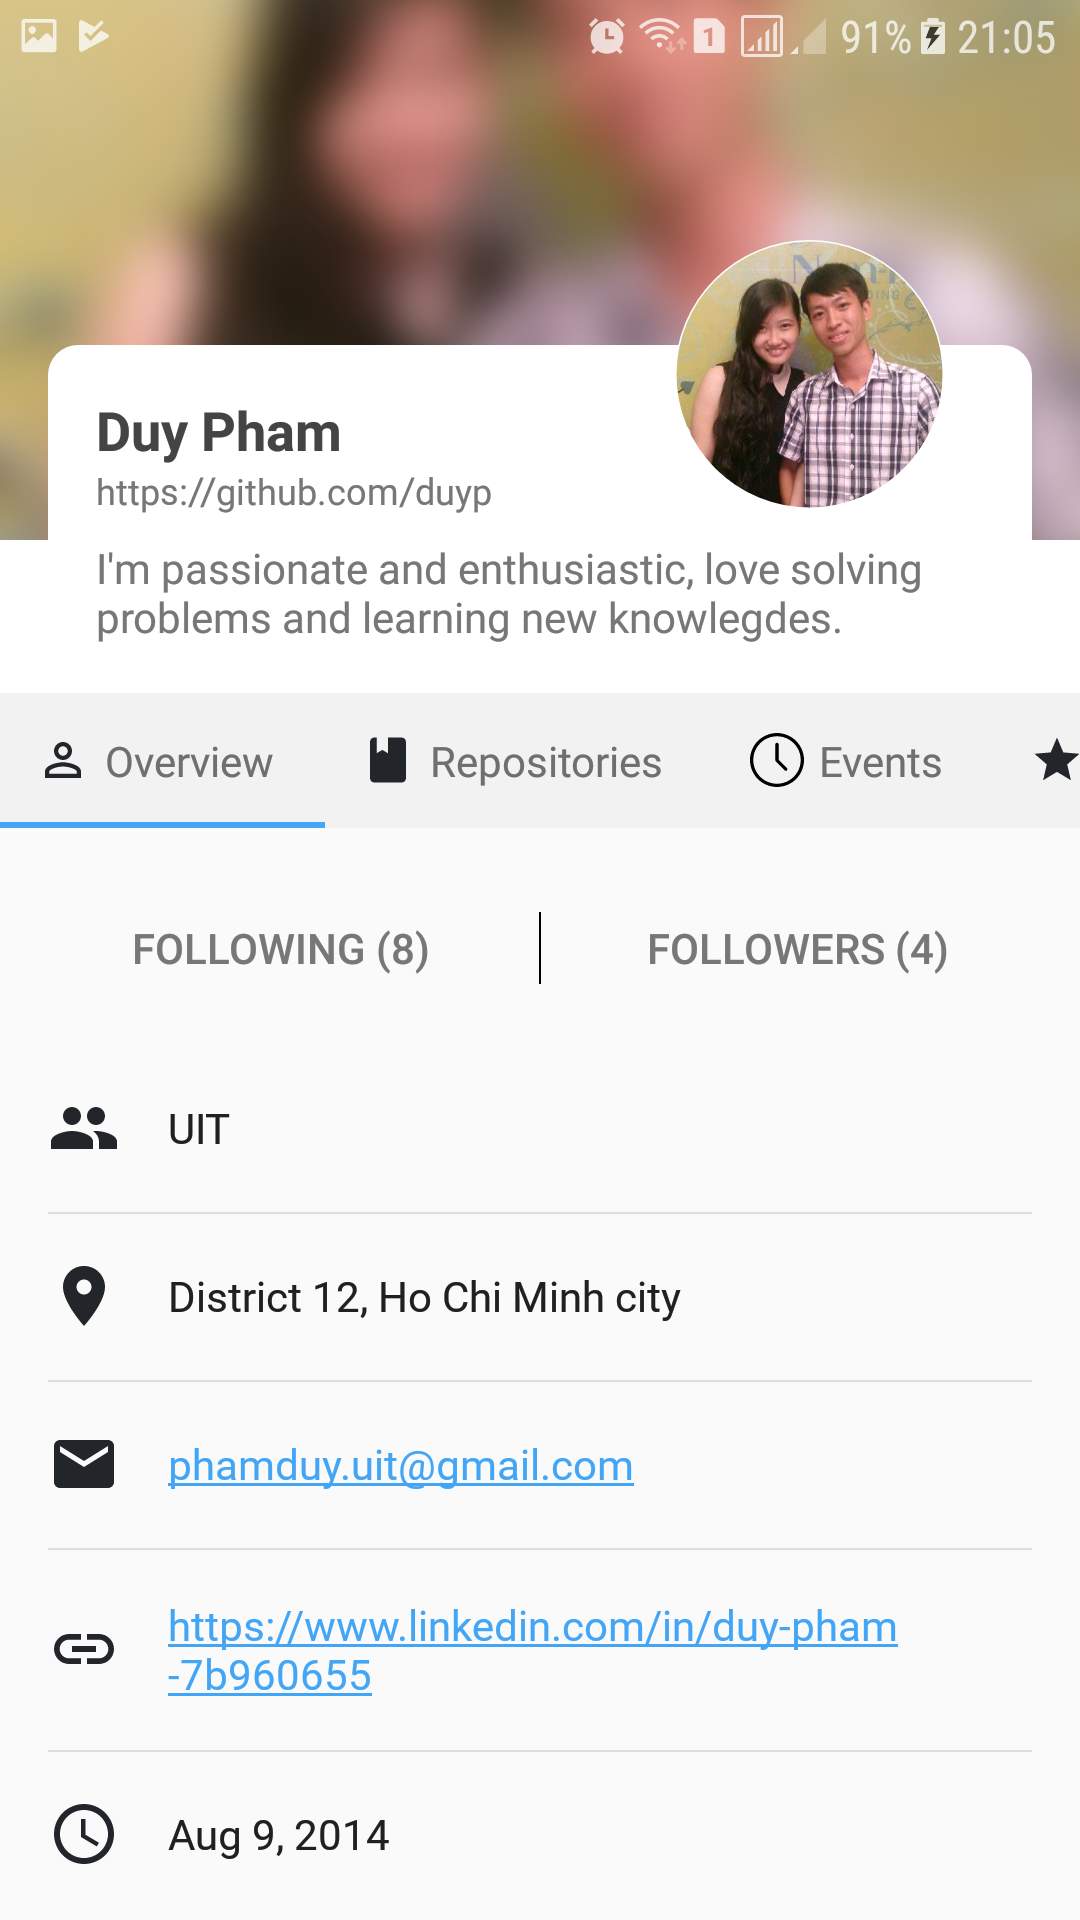 1 91% 21:05
Duy Pham
https://github.com/duyp
I'm passionate and enthusiastic, love solving
problems and learning new knowlegdes.
Overview Repositories Events
FOLLOWING (8) FOLLOWERS (4)
UIT
District 12, Ho Chi Minh city
phamduy.uit@gmail.com
https://www.linkedin.com/in/duy-pham
-7b960655
Aug 9, 2014